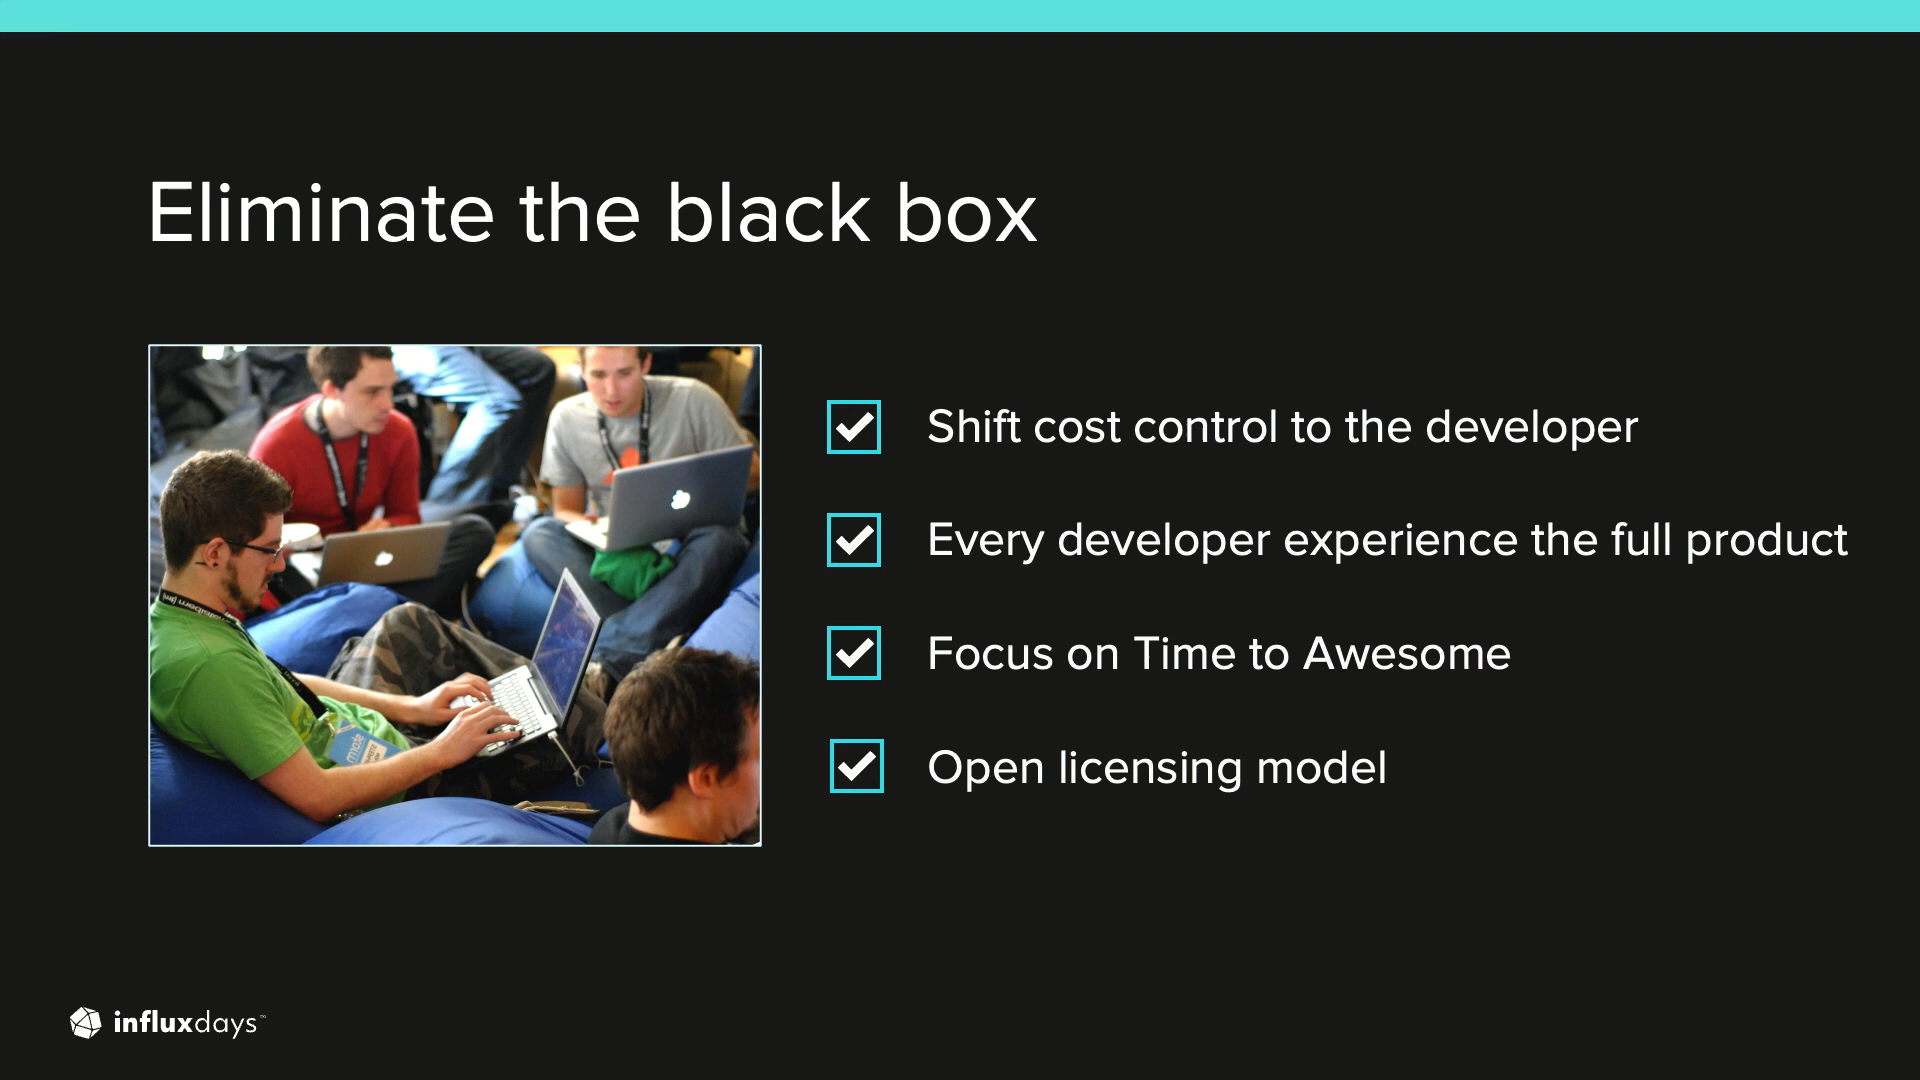 Eliminate the black box
Shift cost control to the developer
Every developer experience the full product
Focus on Time to Awesome
Open licensing model
influxdays™